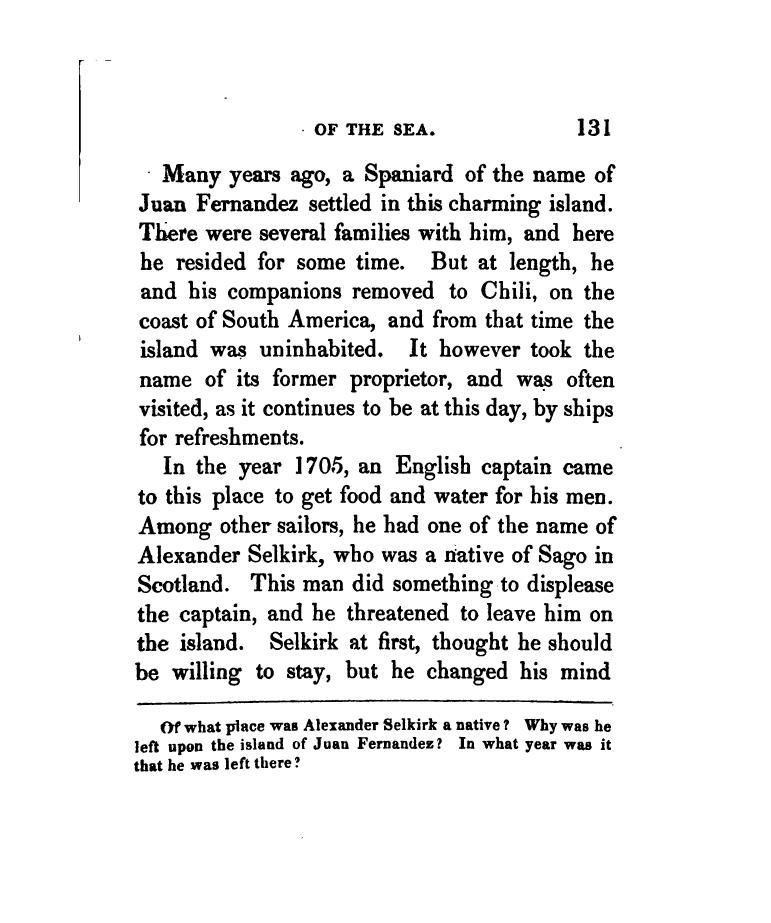 OF THE SEA. 131
Many years ago, a Spaniard of the name of
Juan Fernandez settled in this charming island.
There were several families with him, and here
he resided for some time. But at length, he
and his companions removed to Chili, on the
coast of South America, and from that time the
island was uninhabited. It however took the
name of its former proprietor, and was often
visited, as it continues to be at this day, by ships
for refreshments.
In the year 1705, an English captain came
to this place to get food and water for his men.
Among other sailors, he had one of the name of
Alexander Selkirk, who was a native of Sago in
Scotland. This man did something to displease
the captain, and he threatened to leave him on
the island. Selkirk at first, thought he should
be willing to stay, but he changed his mind
Of what place was Alexander Selkirk a native? Why was he
left upon the island of Juan Fernandez? In what year was it
that he was left there?